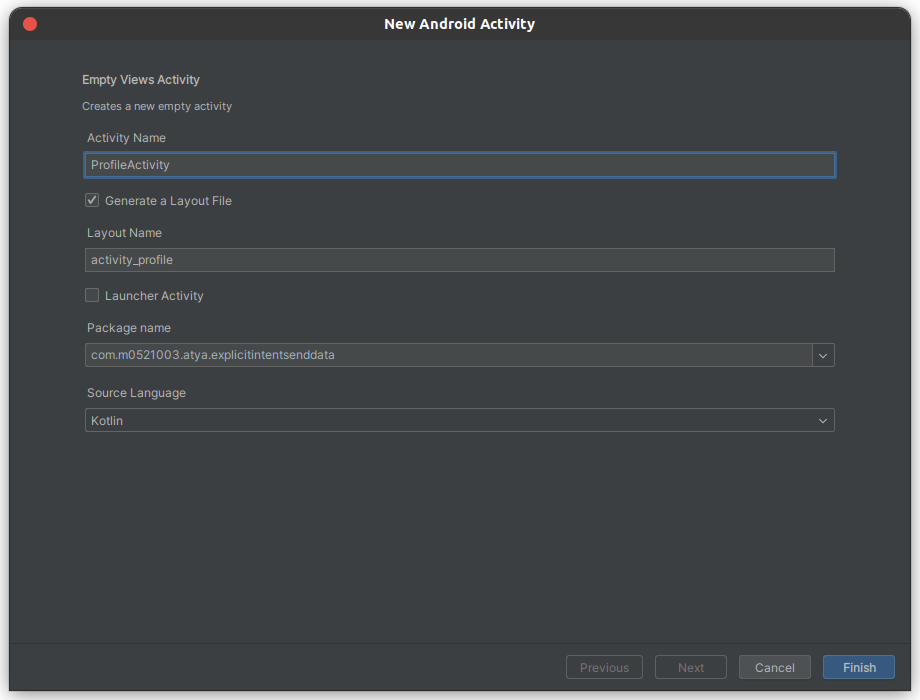 New Android Activity
Empty Views Activity
Creates a new empty activity
Activity Name
ProfileActivity
Generate a Layout File
Layout Name
activity_profile
Launcher Activity
Package name
com.m0521003.atya.explicitintentsenddata
Source Language
Kotlin
Previous Next Cancel Finish